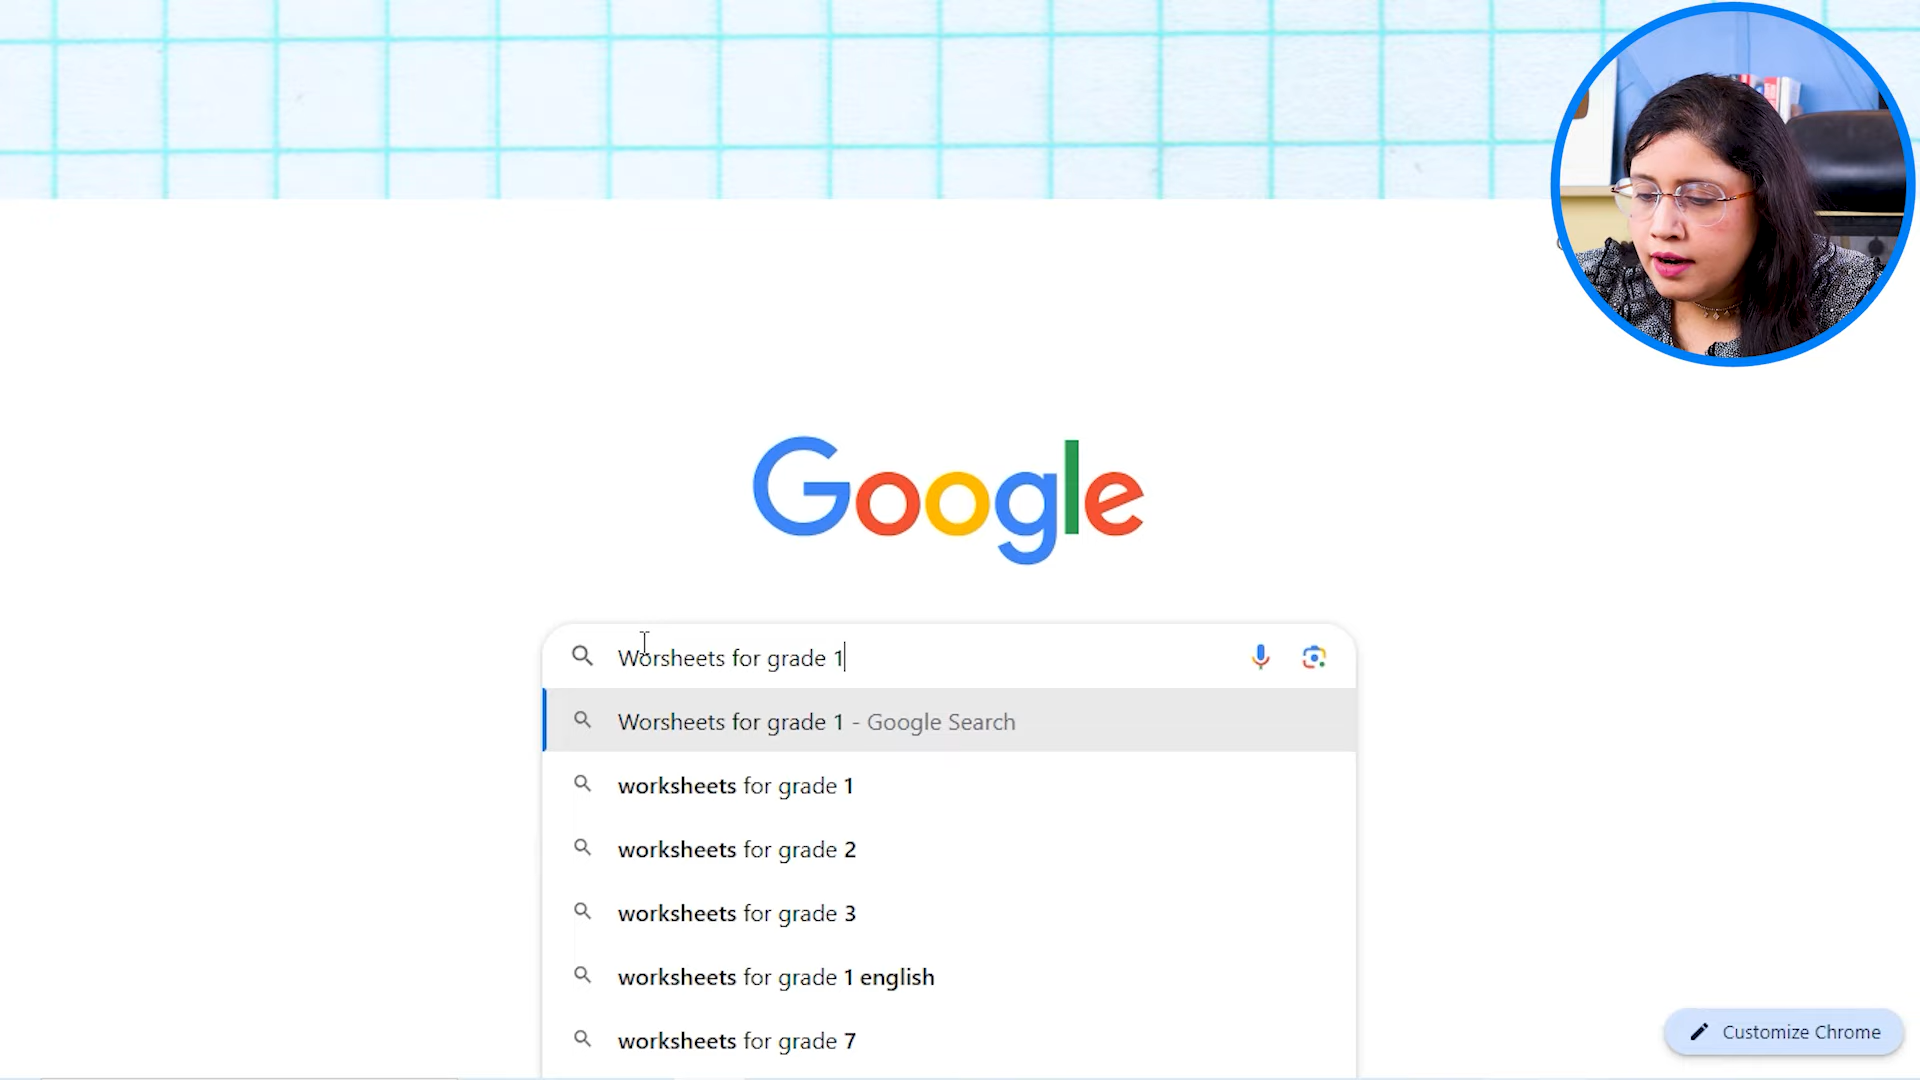 Google
Worsheets for grade 1
Worsheets for grade 1 - Google Search
worksheets for grade 1
worksheets for grade 2
worksheets for grade 3
worksheets for grade 1 english
worksheets for grade 7
Customize Chrome